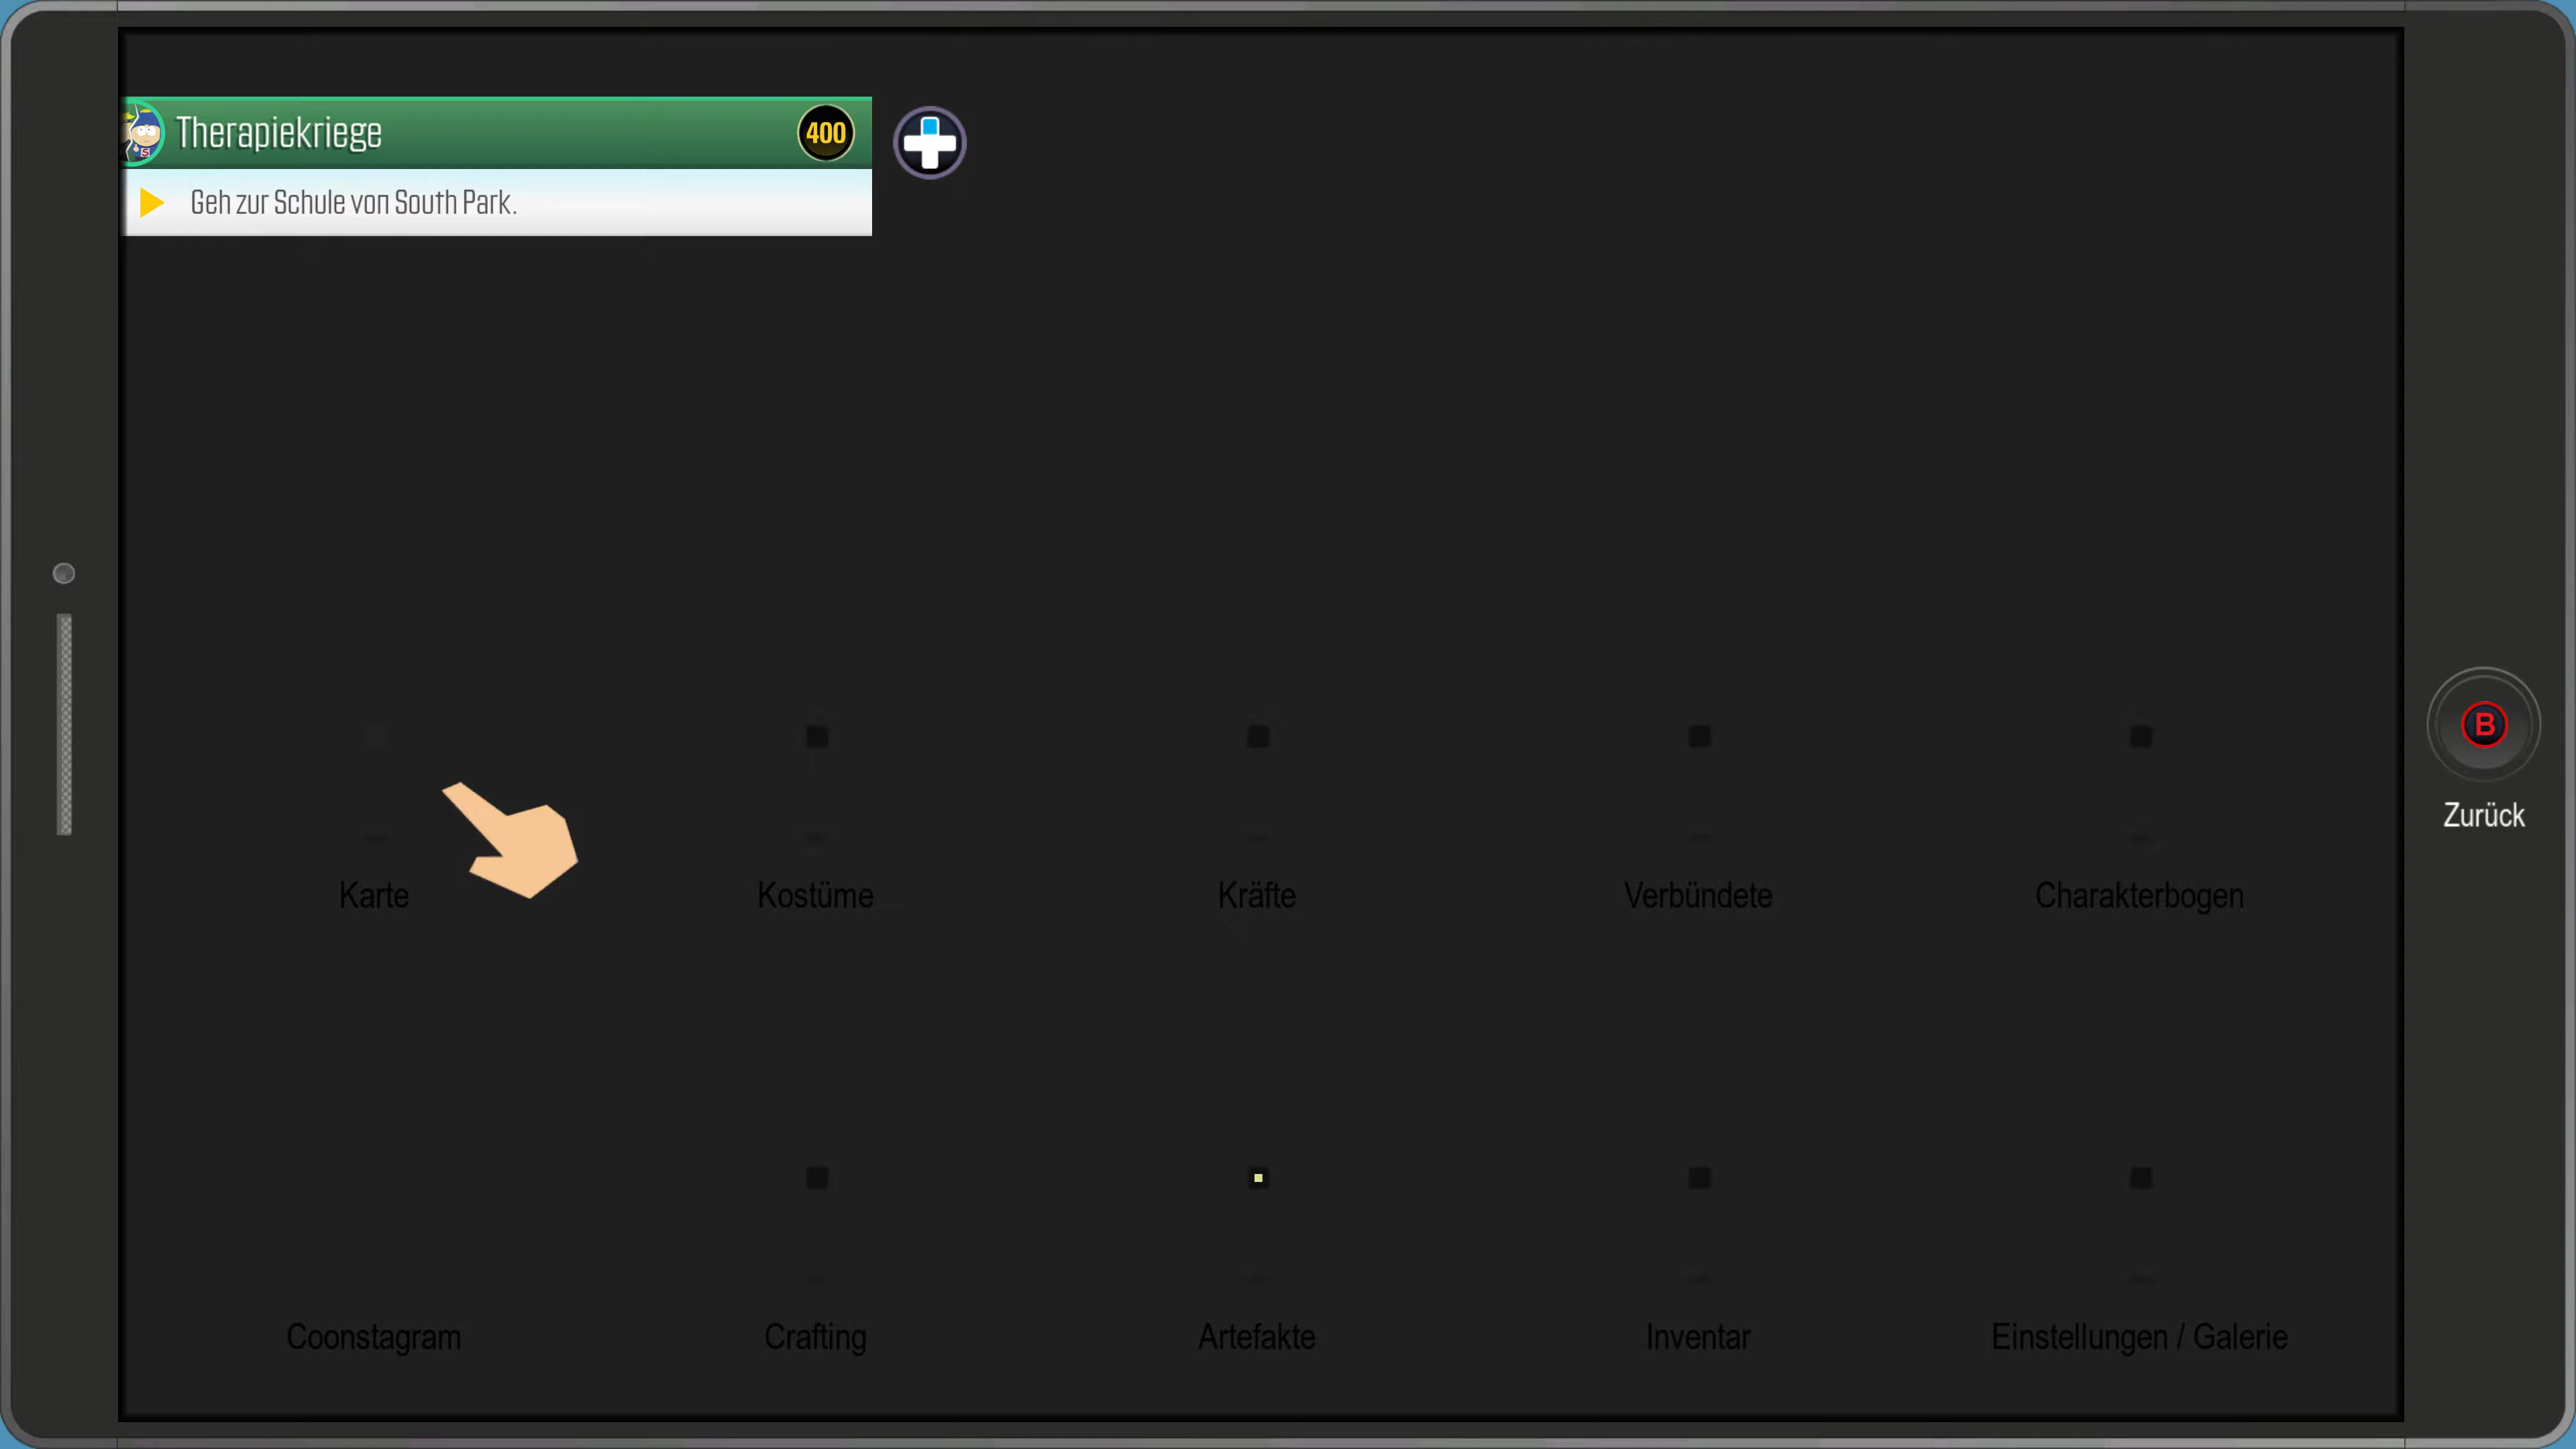 Therapiekriege 400
Geh zur Schule von South Park.
B
Zurück
Karte Kostüme Kräfte Verbündete Charakterbogen
Coonstagram Crafting Artefakte Inventar Einstellungen / Galerie